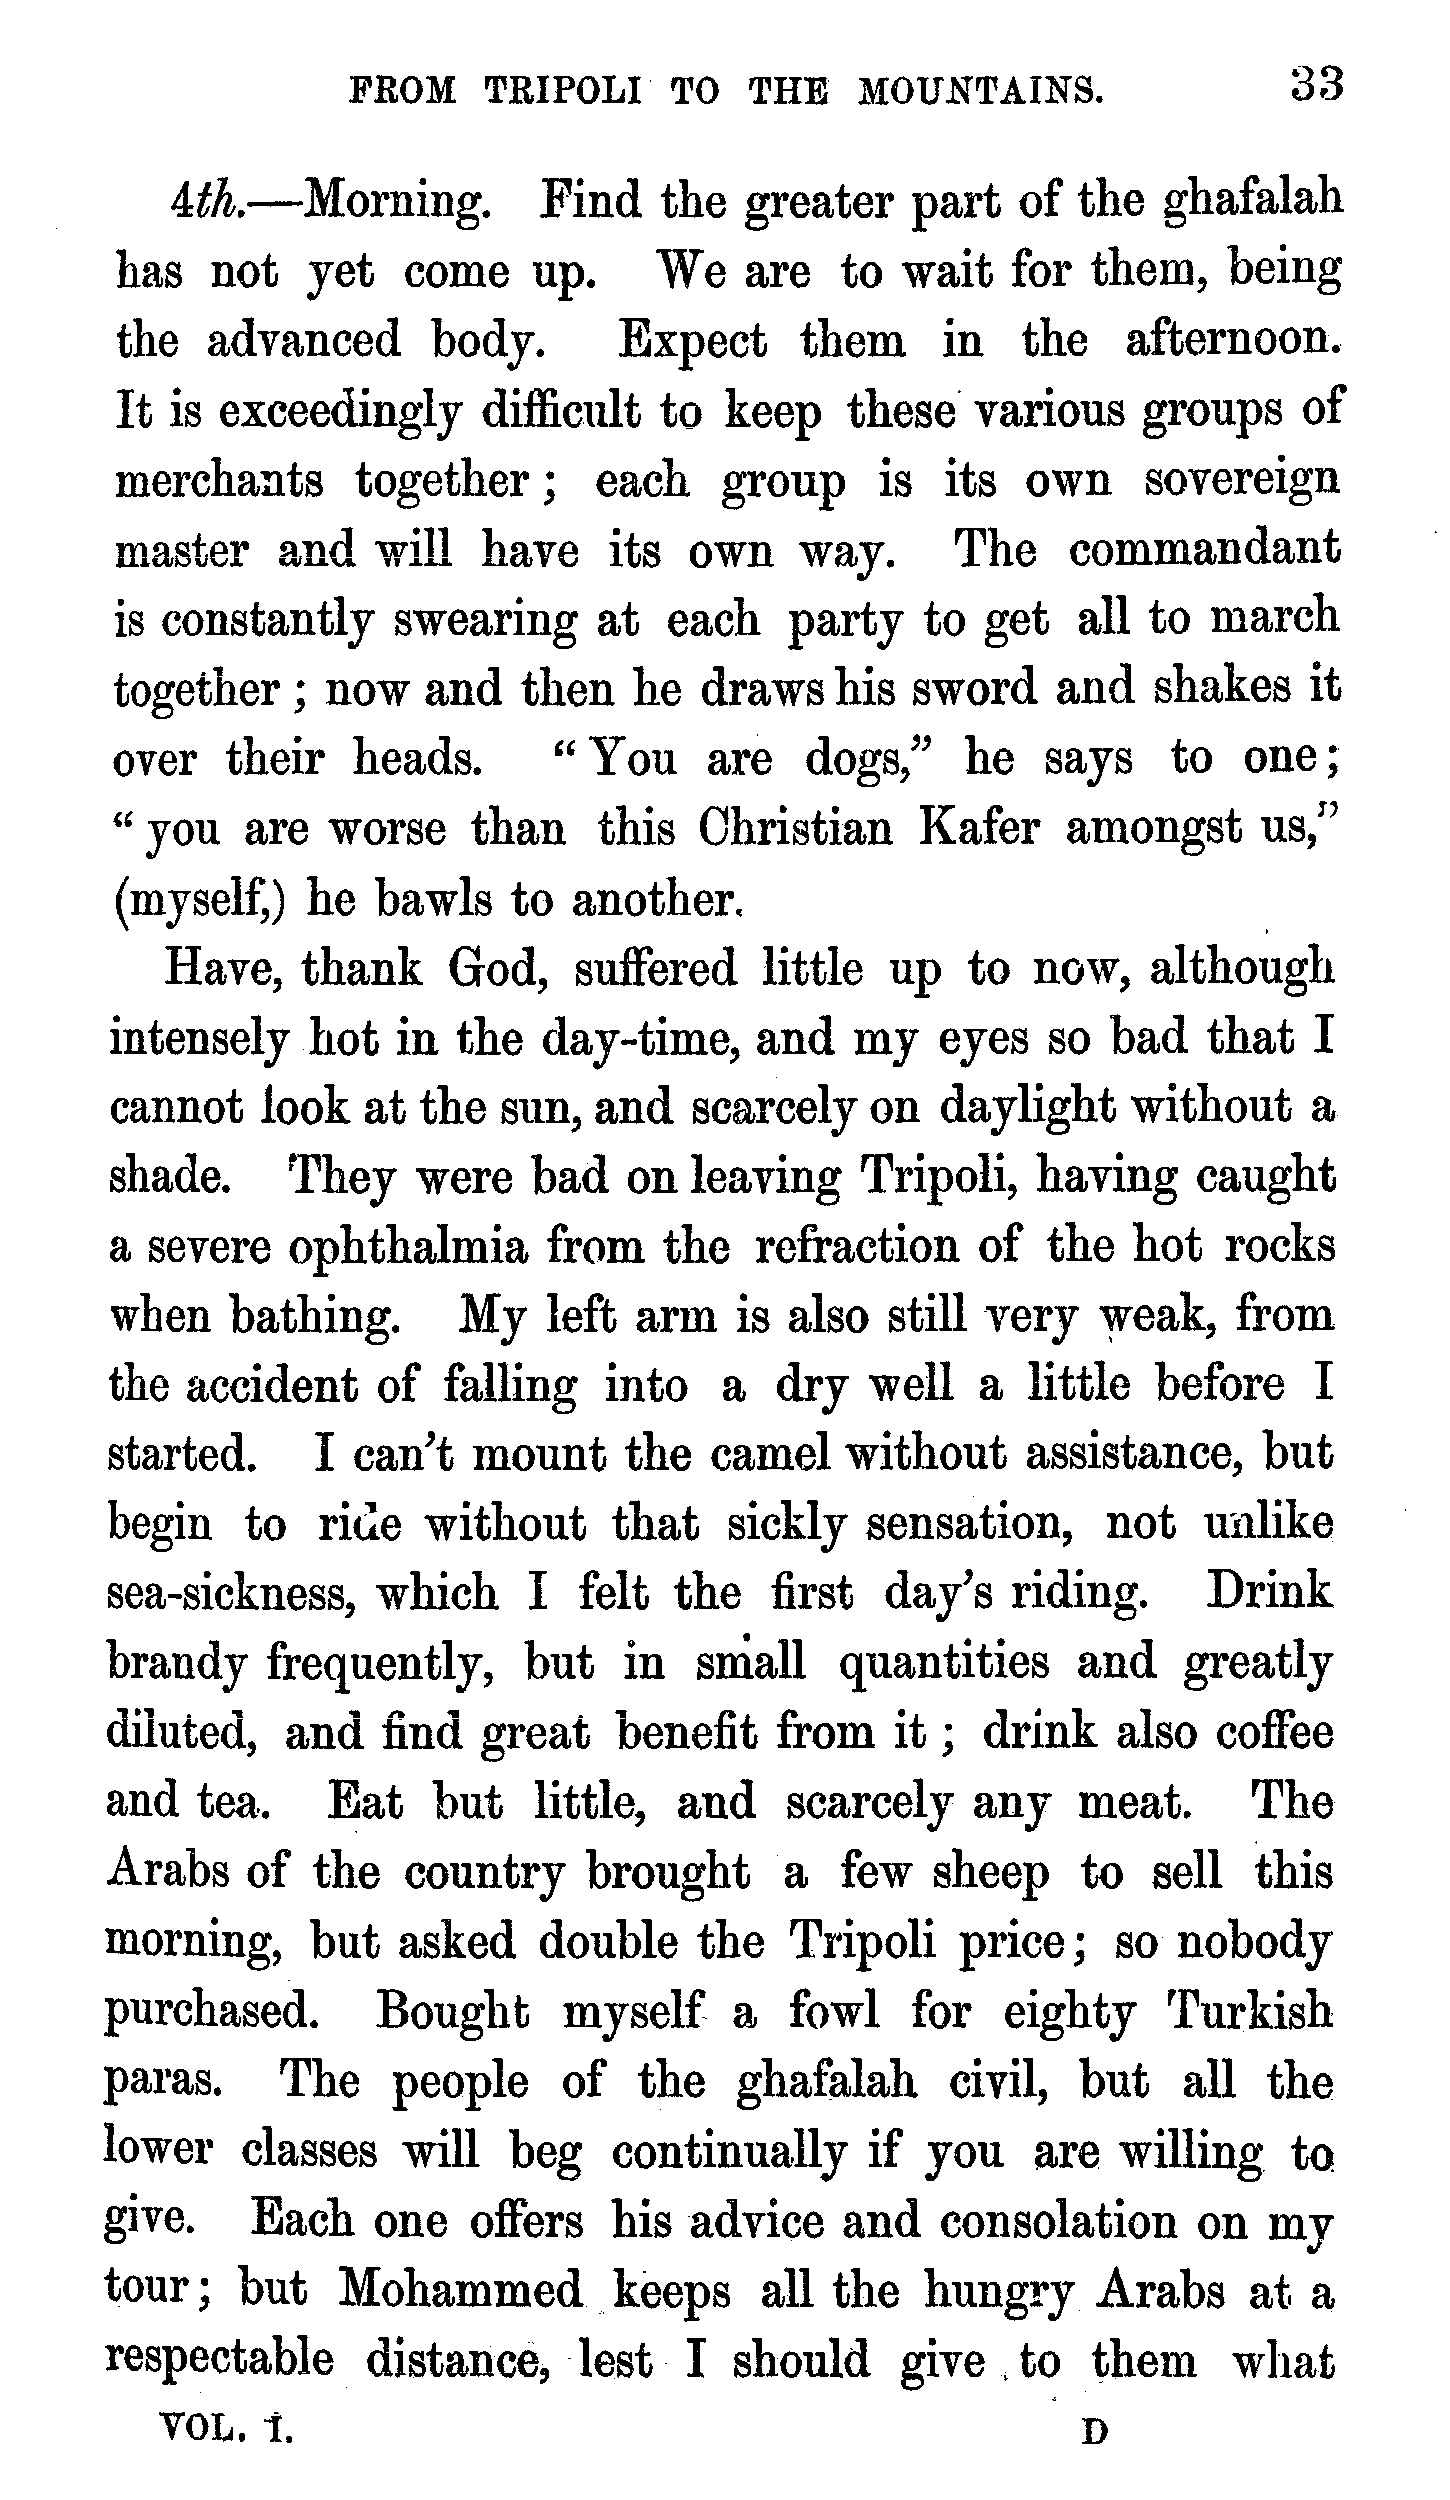 FROM TRIPOLI TO THE MOUNTAINS. 33
4th.—Morning. Find the greater part of the ghafalah
has not yet come up. We are to wait for them, being
the advanced body. Expect them in the afternoon.
It is exceedingly difficult to keep these various groups of
merchants together; each group is its own sovereign
master and will have its own way. The commandant
is constantly swearing at each party to get all to march
together; now and then he draws his sword and shakes it
over their heads. “You are dogs,” he says to one;
“you are worse than this Christian Kafer amongst us,”
(myself,) he bawls to another.
Have, thank God, suffered little up to now, although
intensely hot in the day-time, and my eyes so bad that I
cannot look at the sun, and scarcely on daylight without a
shade. They were bad on leaving Tripoli, having caught
a severe ophthalmia from the refraction of the hot rocks
when bathing. My left arm is also still very weak, from
the accident of falling into a dry well a little before I
started. I can’t mount the camel without assistance, but
begin to ride without that sickly sensation, not unlike
sea-sickness, which I felt the first day’s riding. Drink
brandy frequently, but in small quantities and greatly
diluted, and find great benefit from it; drink also coffee
and tea. Eat but little, and scarcely any meat. The
Arabs of the country brought a few sheep to sell this
morning, but asked double the Tripoli price; so nobody
purchased. Bought myself a fowl for eighty Turkish
paras. The people of the ghafalah civil, but all the
lower classes will beg continually if you are willing to
give. Each one offers his advice and consolation on my
tour; but Mohammed keeps all the hungry Arabs at a
respectable distance, lest I should give to them what
VOL. I. D